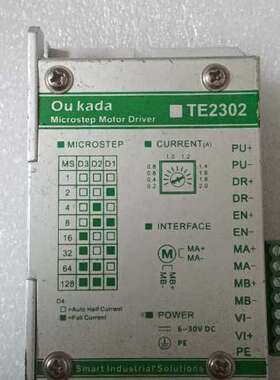 Ou kada
Microstep Motor Driver
TE2302
MICROSTEP
MS D3 D2 D1
1
2
4
8
16
32
64
128
D4:
=Auto Half Current
=Full Current
CURRENT(A)
1.0 1.2
0.8 1.4
0.6 1.6
0.4 1.8
0.2 2.0
INTERFACE
M
MA+
MA-
MB+
MB-
POWER
6~30V DC
PE
PU+
PU-
DR+
DR-
EN+
EN-
MA+
MA-
MB+
MB-
VI-
VI+
PE
Smart Industrial Solutions